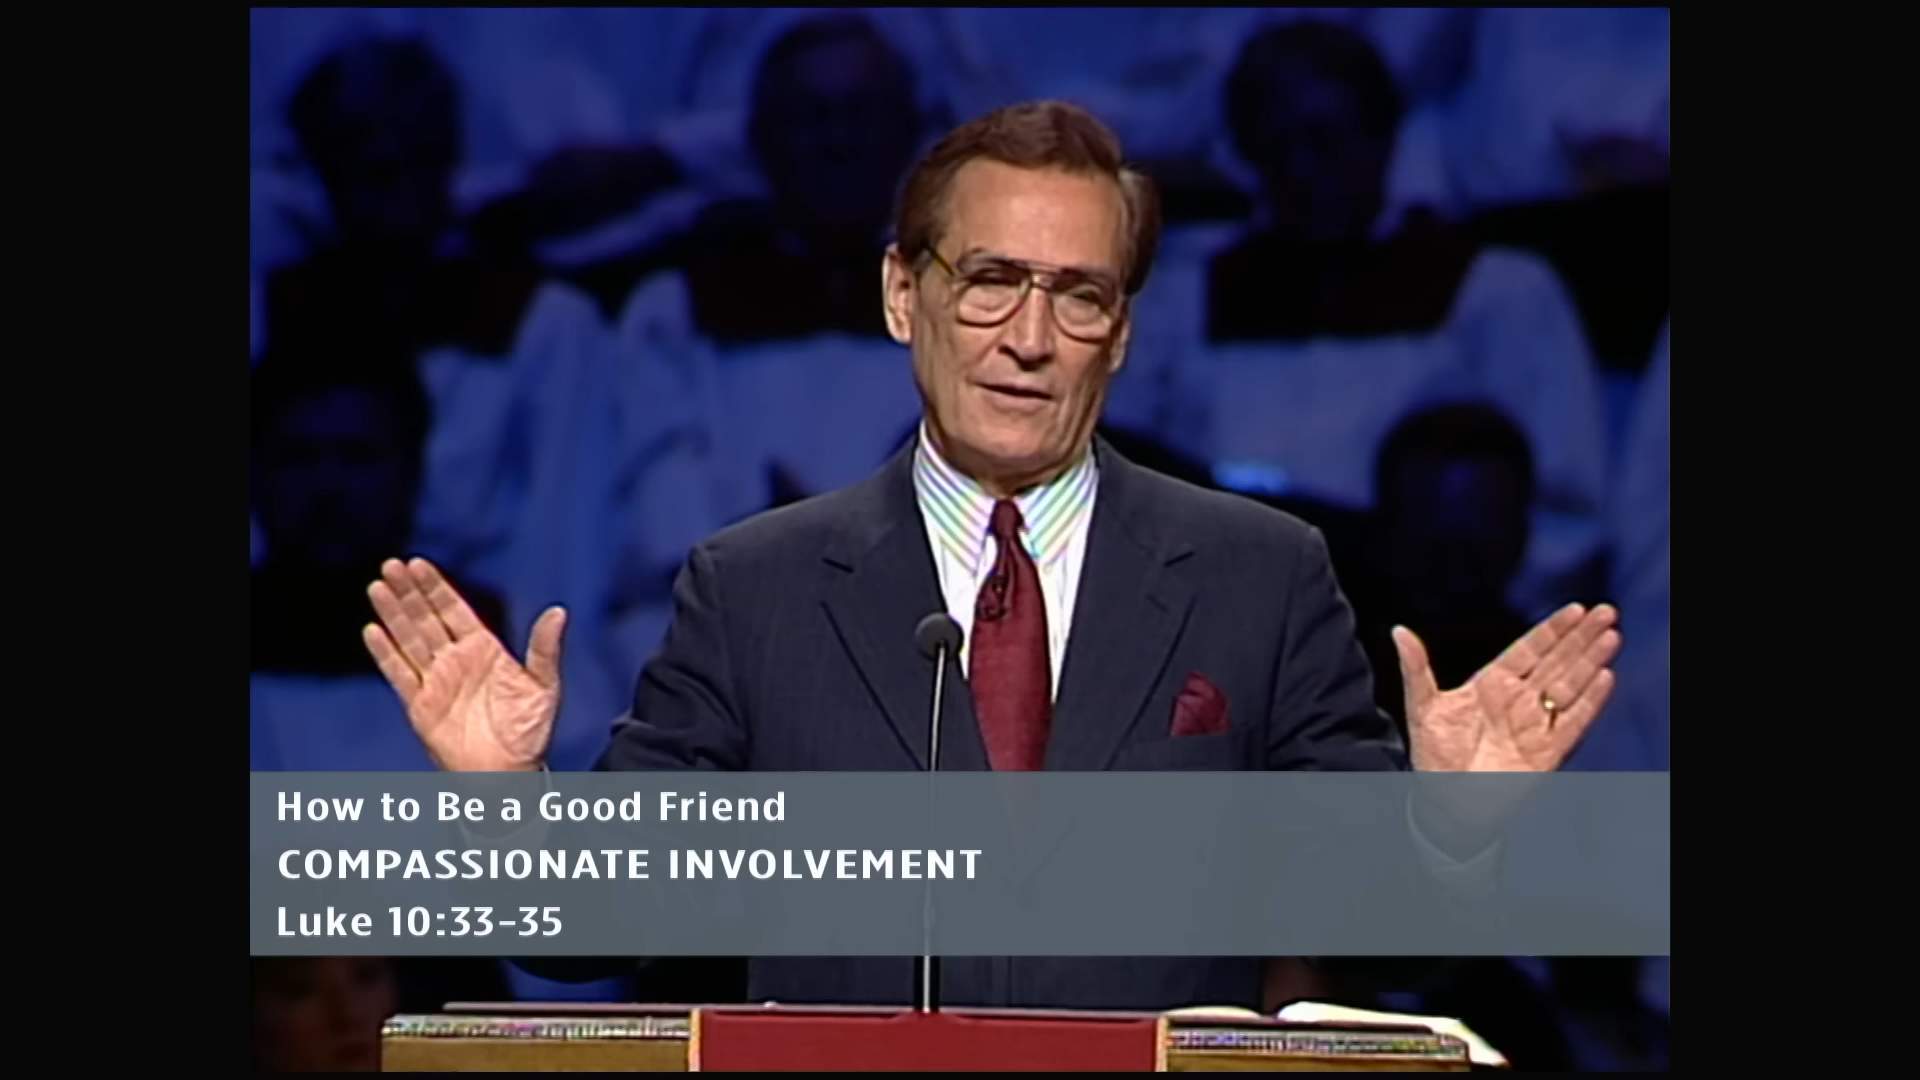 How to Be a Good Friend
COMPASSIONATE INVOLVEMENT
Luke 10:33-35